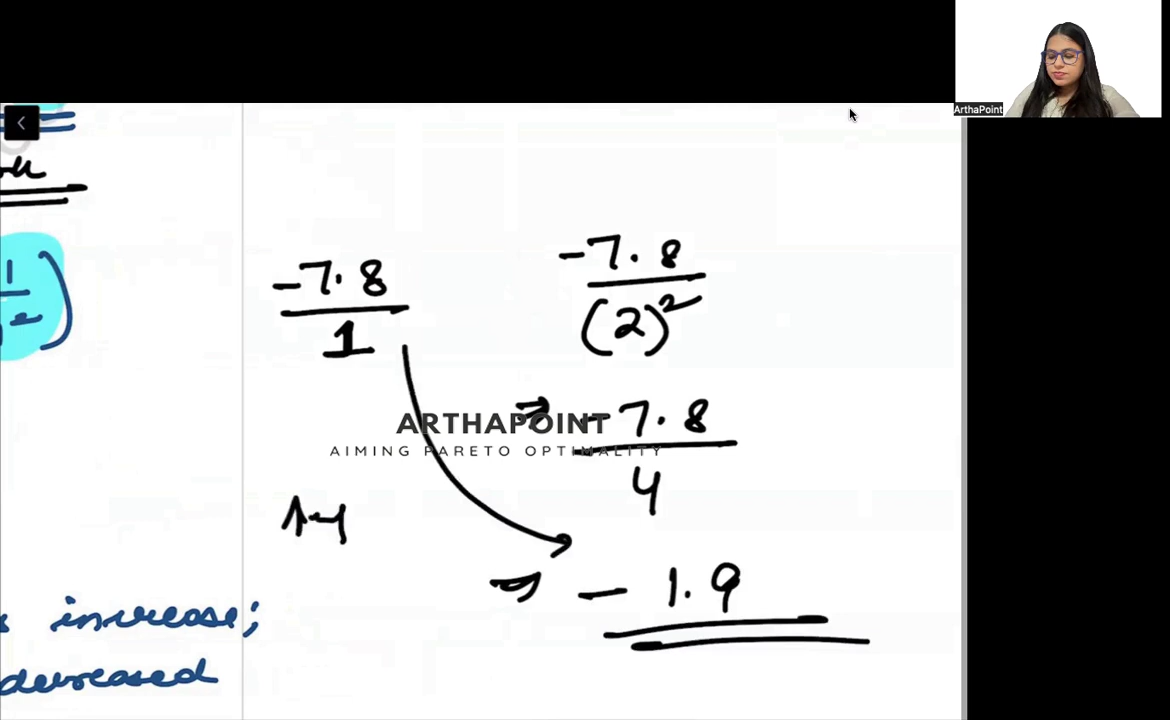 ArthaPoint
1
-7.8
1
-7.8
(2)²
⇒ -7.8
4
ARTHAPOINT
AIMING PARETO OPTIMALITY
⇒ - 1.9
increase;
decreased